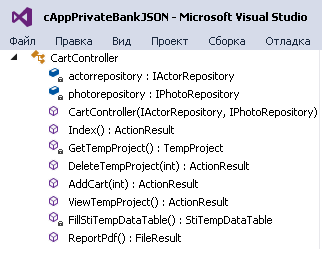 cAppPrivateBankJSON - Microsoft Visual Studio
Файл Правка Вид Проект Сборка Отладка
CartController
actorrepository : IActorRepository
photorepository : IPhotoRepository
CartController(IActorRepository, IPhotoRepository)
Index() : ActionResult
GetTempProject() : TempProject
DeleteTempProject(int) : ActionResult
AddCart(int) : ActionResult
ViewTempProject() : ActionResult
FillStiTempDataTable() : StiTempDataTable
ReportPdf() : FileResult